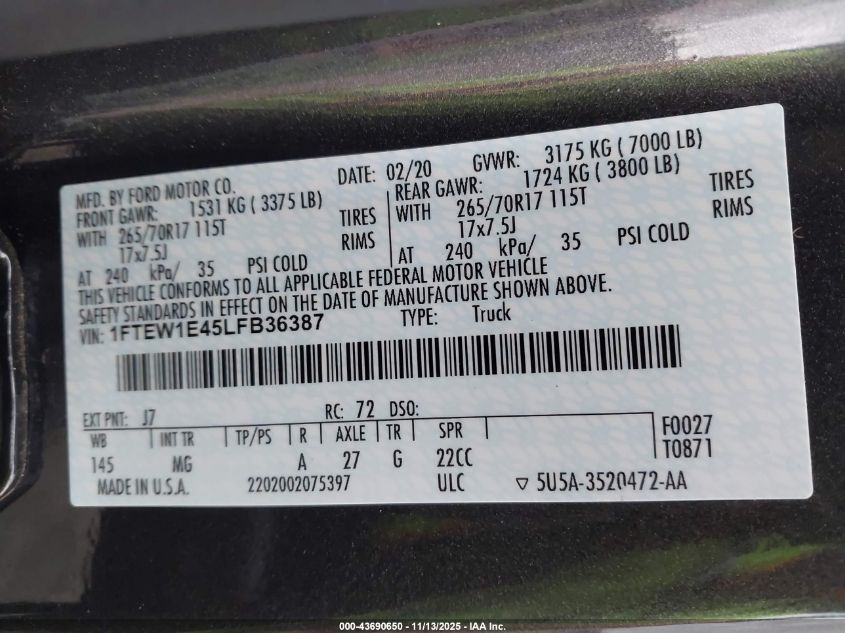 MFD. BY FORD MOTOR CO.
DATE: 02/20 GVWR: 3175 KG ( 7000 LB)
FRONT GAWR: 1531 KG ( 3375 LB)
WITH 265/70R17 115T TIRES
17x7.5J RIMS
AT 240 kPa/ 35 PSI COLD
REAR GAWR: 1724 KG ( 3800 LB)
WITH 265/70R17 115T TIRES
17x7.5J RIMS
AT 240 kPa/ 35 PSI COLD
THIS VEHICLE CONFORMS TO ALL APPLICABLE FEDERAL MOTOR VEHICLE
SAFETY STANDARDS IN EFFECT ON THE DATE OF MANUFACTURE SHOWN ABOVE.
VIN: 1FTEW1E45LFB36387 TYPE: Truck
EXT PNT: J7 RC: 72 DSO:
WB INT TR TP/PS R AXLE TR SPR F0027
145 MG A 27 G 22CC T0871
MADE IN U.S.A. 2202002075397 ULC ▽ 5U5A-3520472-AA
000-43690650 - 11/13/2025 - IAA Inc.